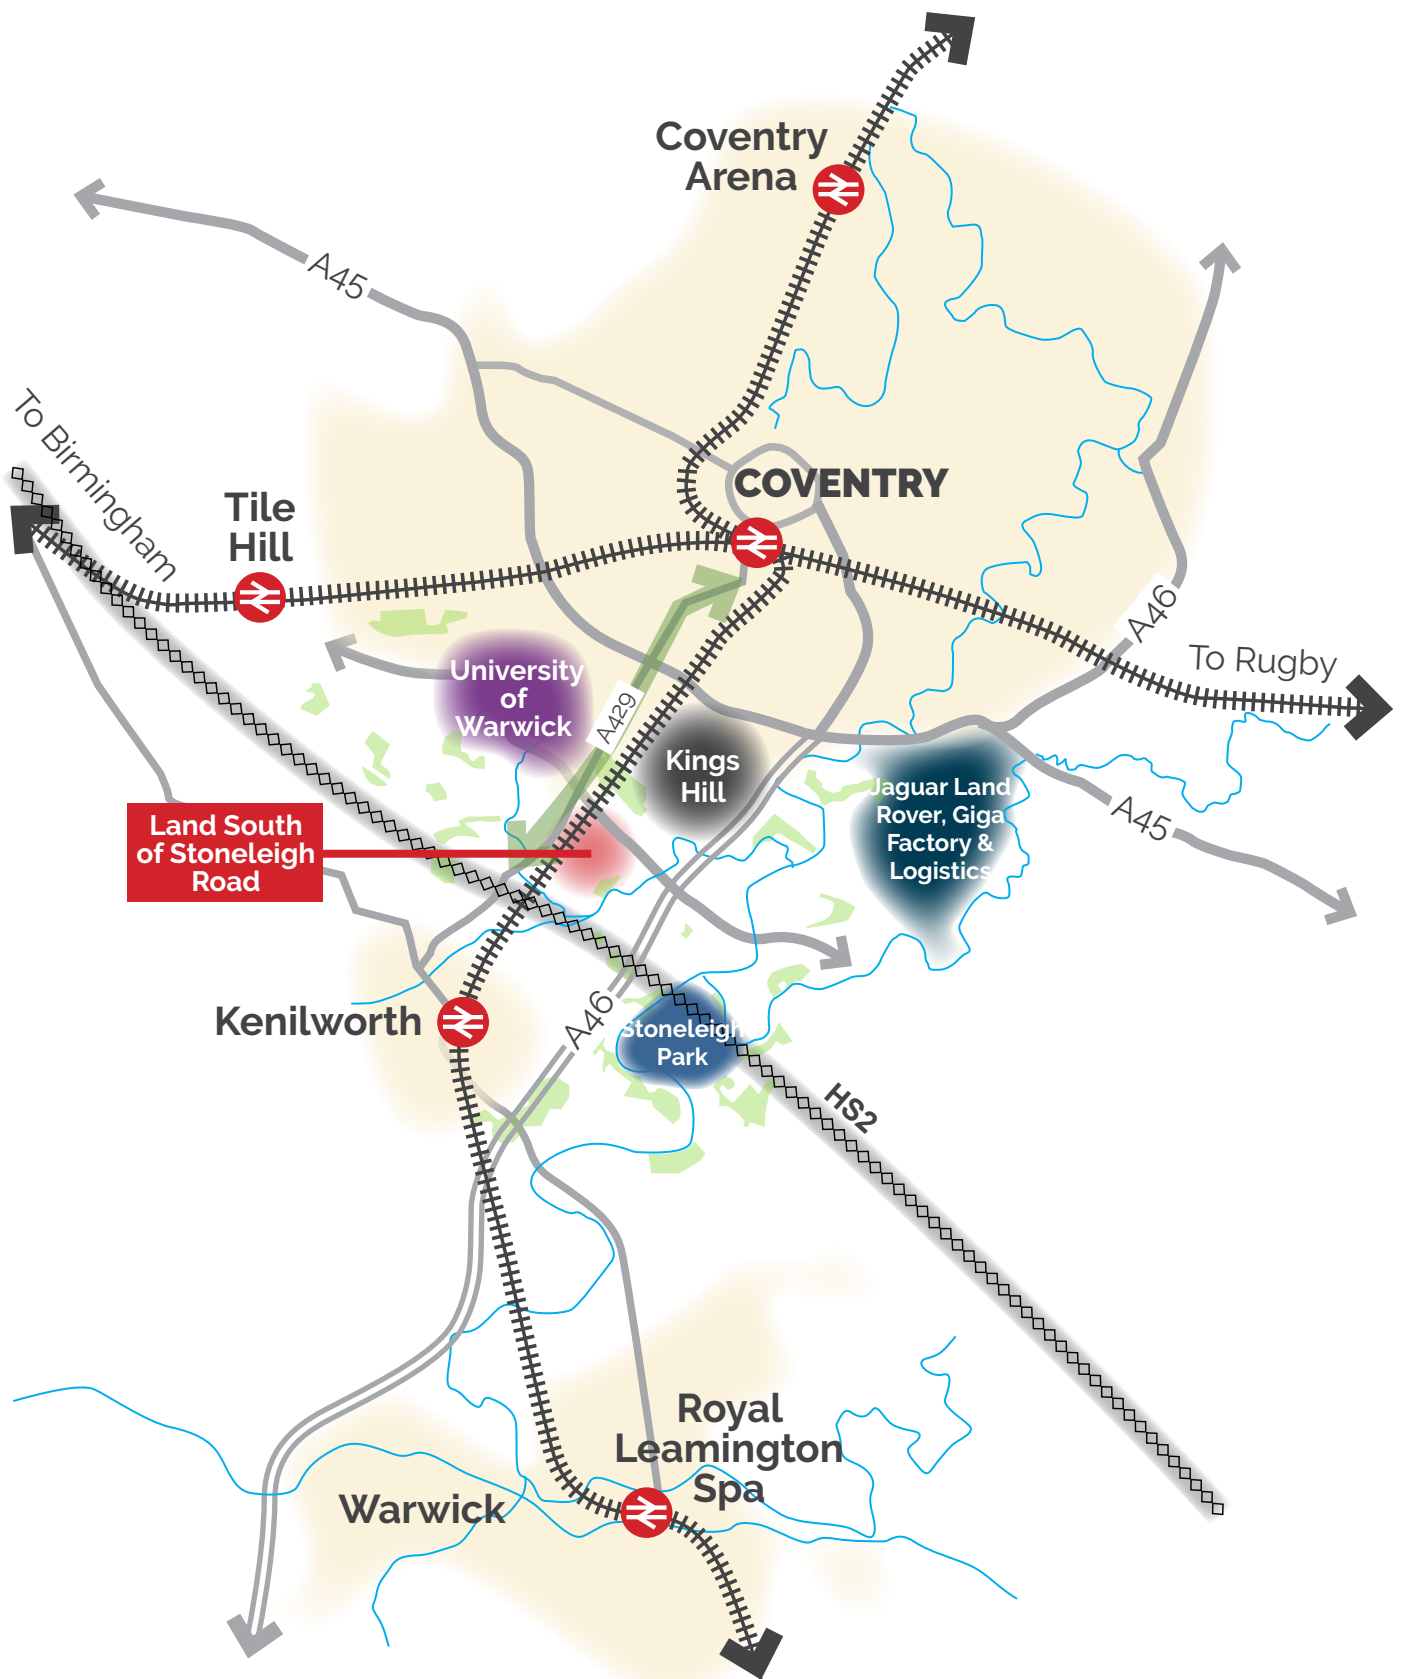 Coventry
Arena
A45
To Birmingham
COVENTRY
Tile
Hill
A46
To Rugby
University
of
Warwick
A429
Kings
Hill
Jaguar Land
Rover, Giga
Factory &
Logistics
A45
Land South
of Stoneleigh
Road
Kenilworth
A46
Stoneleigh
Park
HS2
Royal
Leamington
Spa
Warwick